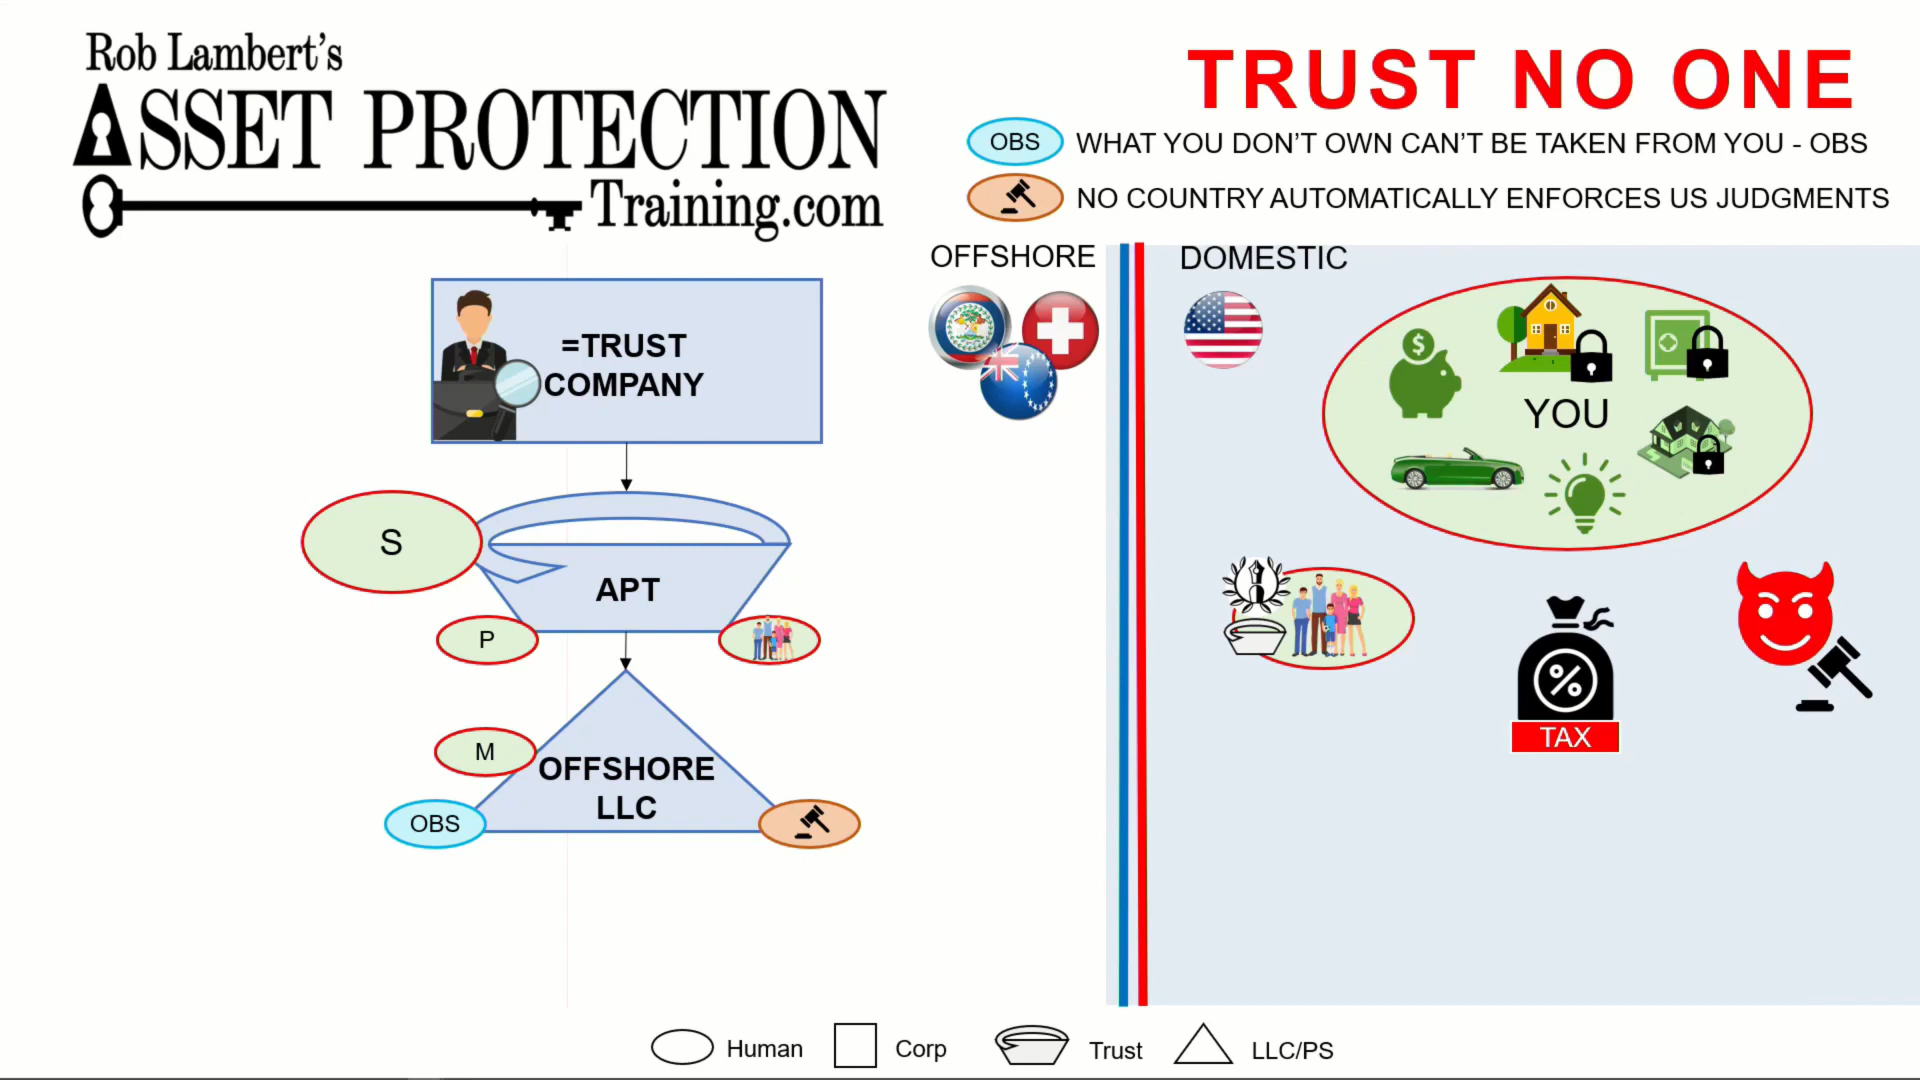 Rob Lambert's
ASSET PROTECTION
Training.com
TRUST NO ONE
OBS WHAT YOU DON'T OWN CAN'T BE TAKEN FROM YOU - OBS
NO COUNTRY AUTOMATICALLY ENFORCES US JUDGMENTS
OFFSHORE
DOMESTIC
=TRUST
COMPANY
$
YOU
S
APT
P
M
OFFSHORE
LLC
OBS
%
TAX
Human
Corp
Trust
LLC/PS